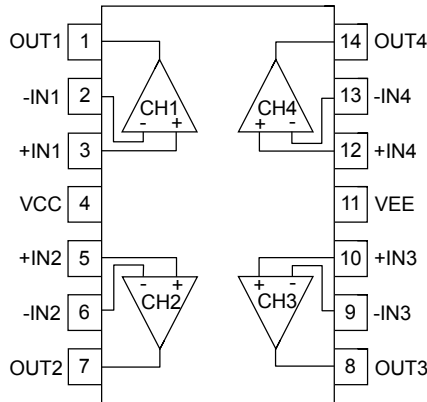 OUT1 1 14 OUT4
-IN1 2 CH1 CH4 13 -IN4
- + + -
+IN1 3 12 +IN4
VCC 4 11 VEE
+IN2 5 10 +IN3
- + + -
-IN2 6 CH2 CH3 9 -IN3
OUT2 7 8 OUT3